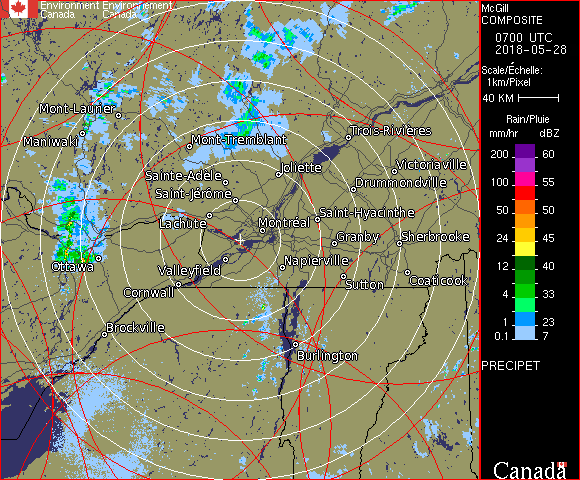 Environment Environnement
Canada Canada
Mont-Laurier
Maniwaki
Mont-Tremblant
Trois-Rivières
Joliette
Victoriaville
Sainte-Adèle
Drummondville
Saint-Jérôme
Lachute
Saint-Hyacinthe
Montréal
Granby
Sherbrooke
Ottawa
Valleyfield
Napierville
Cornwall
Sutton
Coaticook
Brockville
Burlington
McGill
COMPOSITE
0700 UTC
2018-05-28
Scale/Échelle:
1km/Pixel
40 KM
Rain/Pluie
mm/hr dBZ
200 60
100 55
50 50
24 45
12 40
4 33
1 23
0.1 7
PRECIPET
Canada